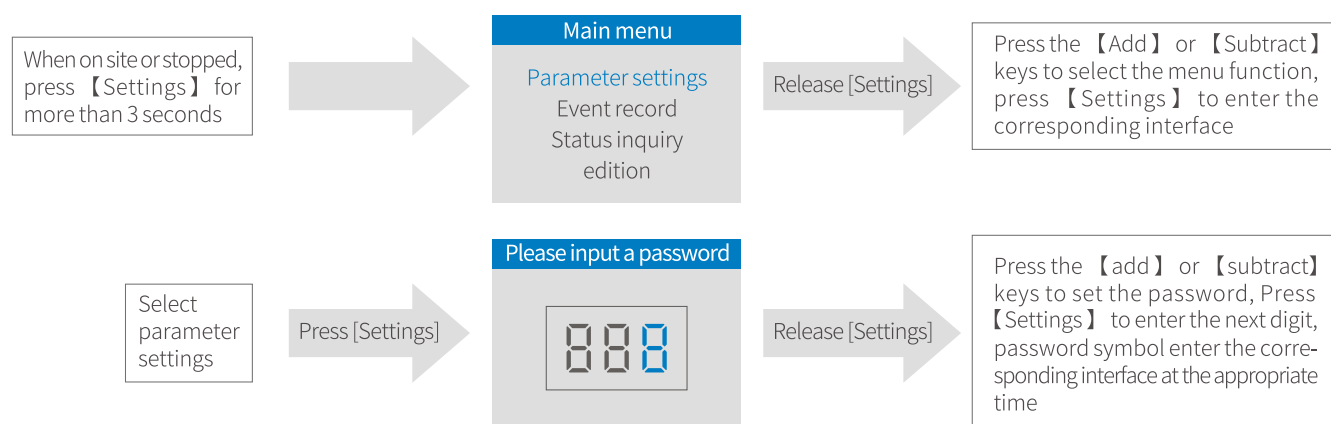 When on site or stopped,
press 【Settings】 for
more than 3 seconds
Main menu
Parameter settings
Event record
Status inquiry
edition
Release [Settings]
Press the 【Add】 or 【Subtract】
keys to select the menu function,
press 【Settings】 to enter the
corresponding interface
Select
parameter
settings
Press [Settings]
Please input a password
888
Release [Settings]
Press the 【add】 or 【subtract】
keys to set the password, Press
【Settings】 to enter the next digit,
password symbol enter the corre-
sponding interface at the appropriate
time